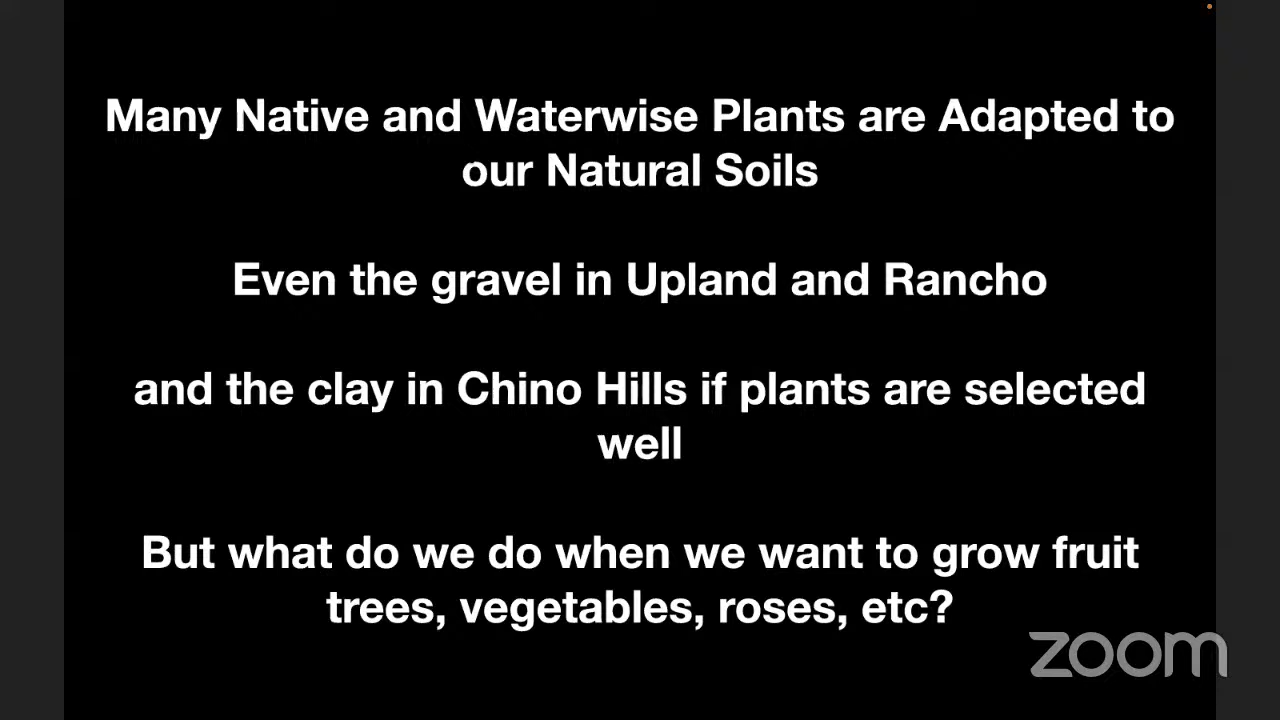 Many Native and Waterwise Plants are Adapted to
our Natural Soils
Even the gravel in Upland and Rancho
and the clay in Chino Hills if plants are selected
well
But what do we do when we want to grow fruit
trees, vegetables, roses, etc?
zoom